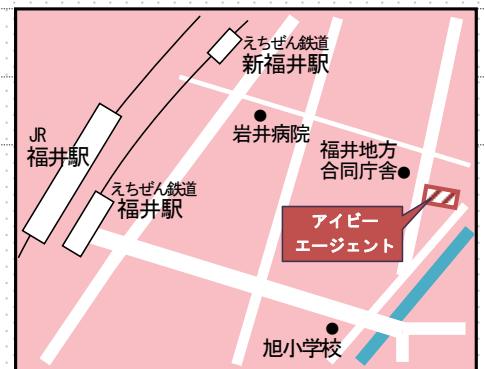 えちぜん鉄道
新福井駅
岩井病院
福井地方
合同庁舎
JR
福井駅
えちぜん鉄道
福井駅
アイビー
エージェント
旭小学校